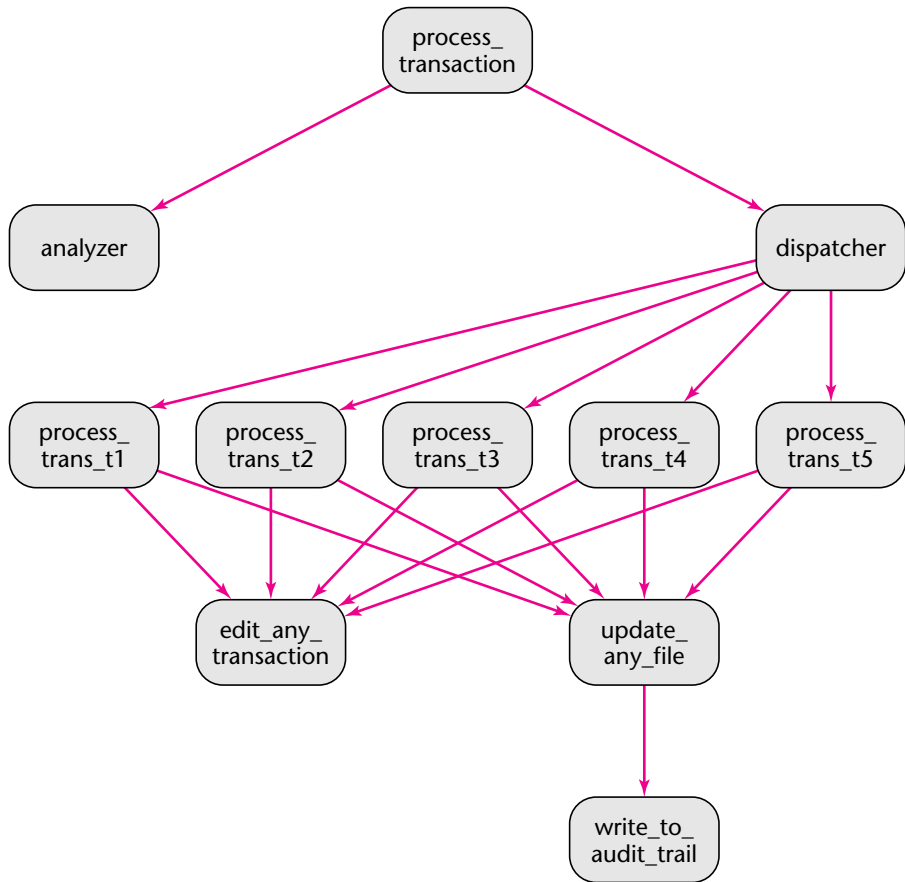 process_
transaction
analyzer
dispatcher
process_
trans_t1
process_
trans_t2
process_
trans_t3
process_
trans_t4
process_
trans_t5
edit_any_
transaction
update_
any_file
write_to_
audit_trail